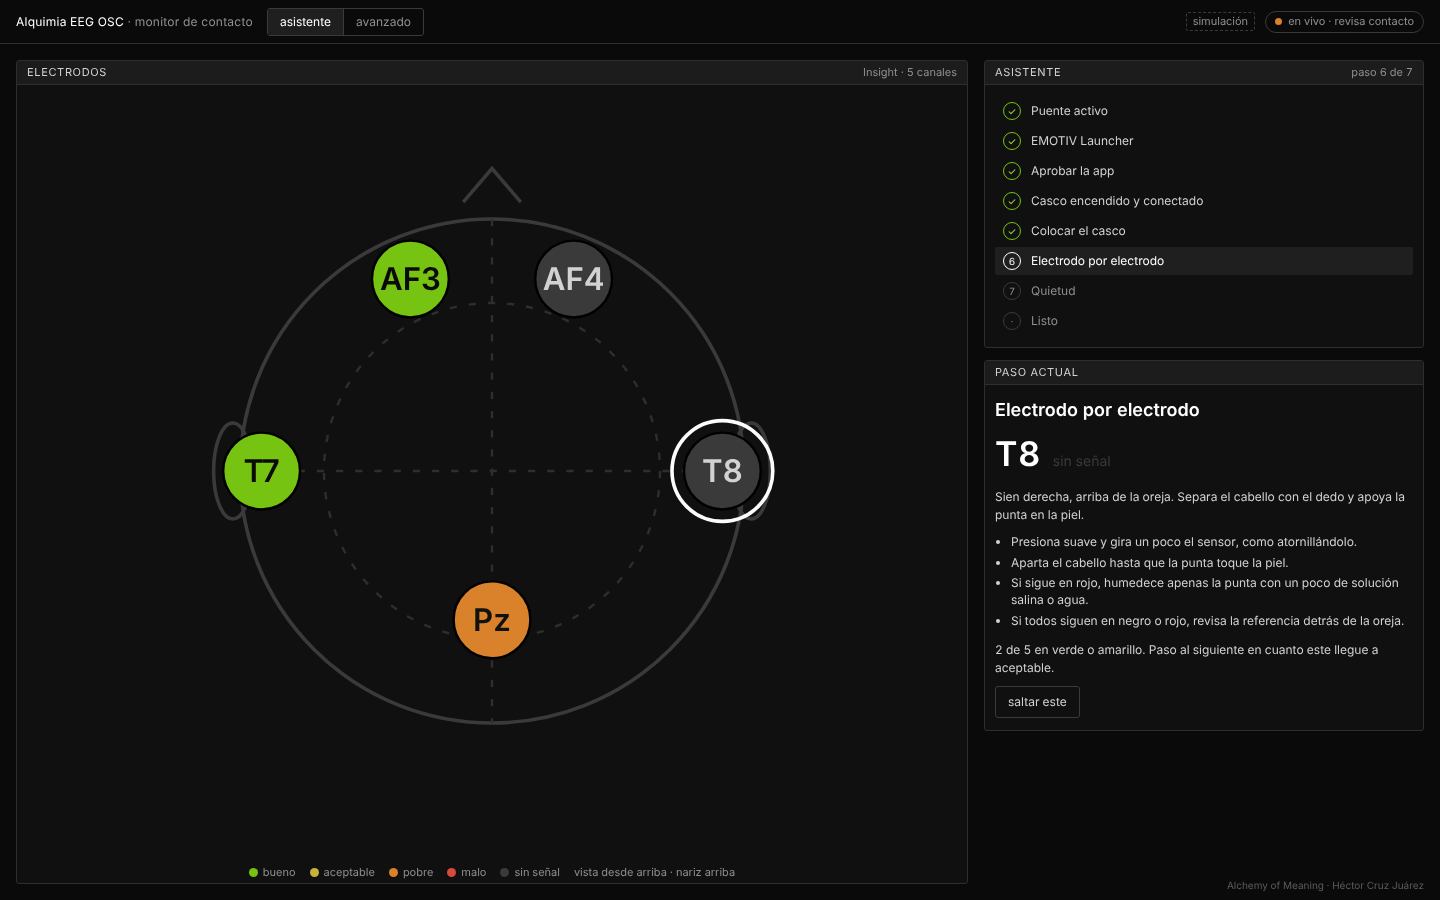 Alquimia EEG OSC · monitor de contacto
asistente
avanzado
simulación
en vivo · revisa contacto
ELECTRODOS
Insight · 5 canales
AF3
AF4
T7
T8
Pz
bueno
aceptable
pobre
malo
sin señal
vista desde arriba · nariz arriba
ASISTENTE
paso 6 de 7
Puente activo
EMOTIV Launcher
Aprobar la app
Casco encendido y conectado
Colocar el casco
6 Electrodo por electrodo
7 Quietud
· Listo
PASO ACTUAL
Electrodo por electrodo
T8 sin señal
Sien derecha, arriba de la oreja. Separa el cabello con el dedo y apoya la
punta en la piel.
• Presiona suave y gira un poco el sensor, como atornillándolo.
• Aparta el cabello hasta que la punta toque la piel.
• Si sigue en rojo, humedece apenas la punta con un poco de solución
salina o agua.
• Si todos siguen en negro o rojo, revisa la referencia detrás de la oreja.
2 de 5 en verde o amarillo. Paso al siguiente en cuanto este llegue a
aceptable.
saltar este
Alchemy of Meaning · Héctor Cruz Juárez